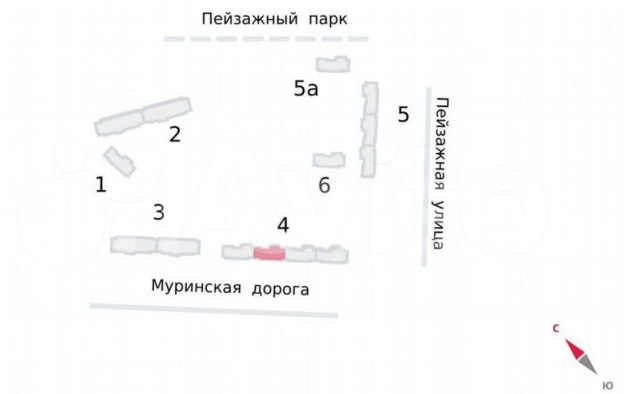 Пейзажный парк
5а
5
Пейзажная улица
2
1
6
3
4
Муринская дорога
С
Ю